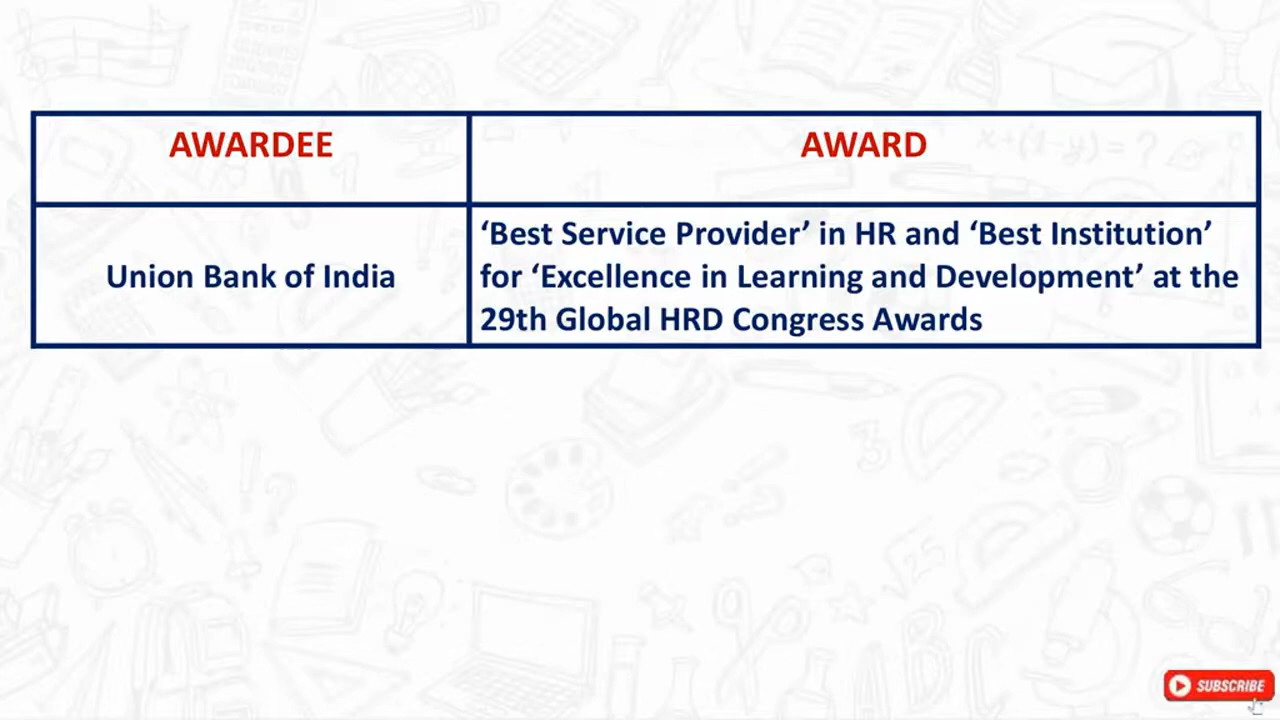 AWARDEE
AWARD
Union Bank of India
‘Best Service Provider’ in HR and ‘Best Institution’
for ‘Excellence in Learning and Development’ at the
29th Global HRD Congress Awards
x+(1-y)=?
SUBSCRIBE